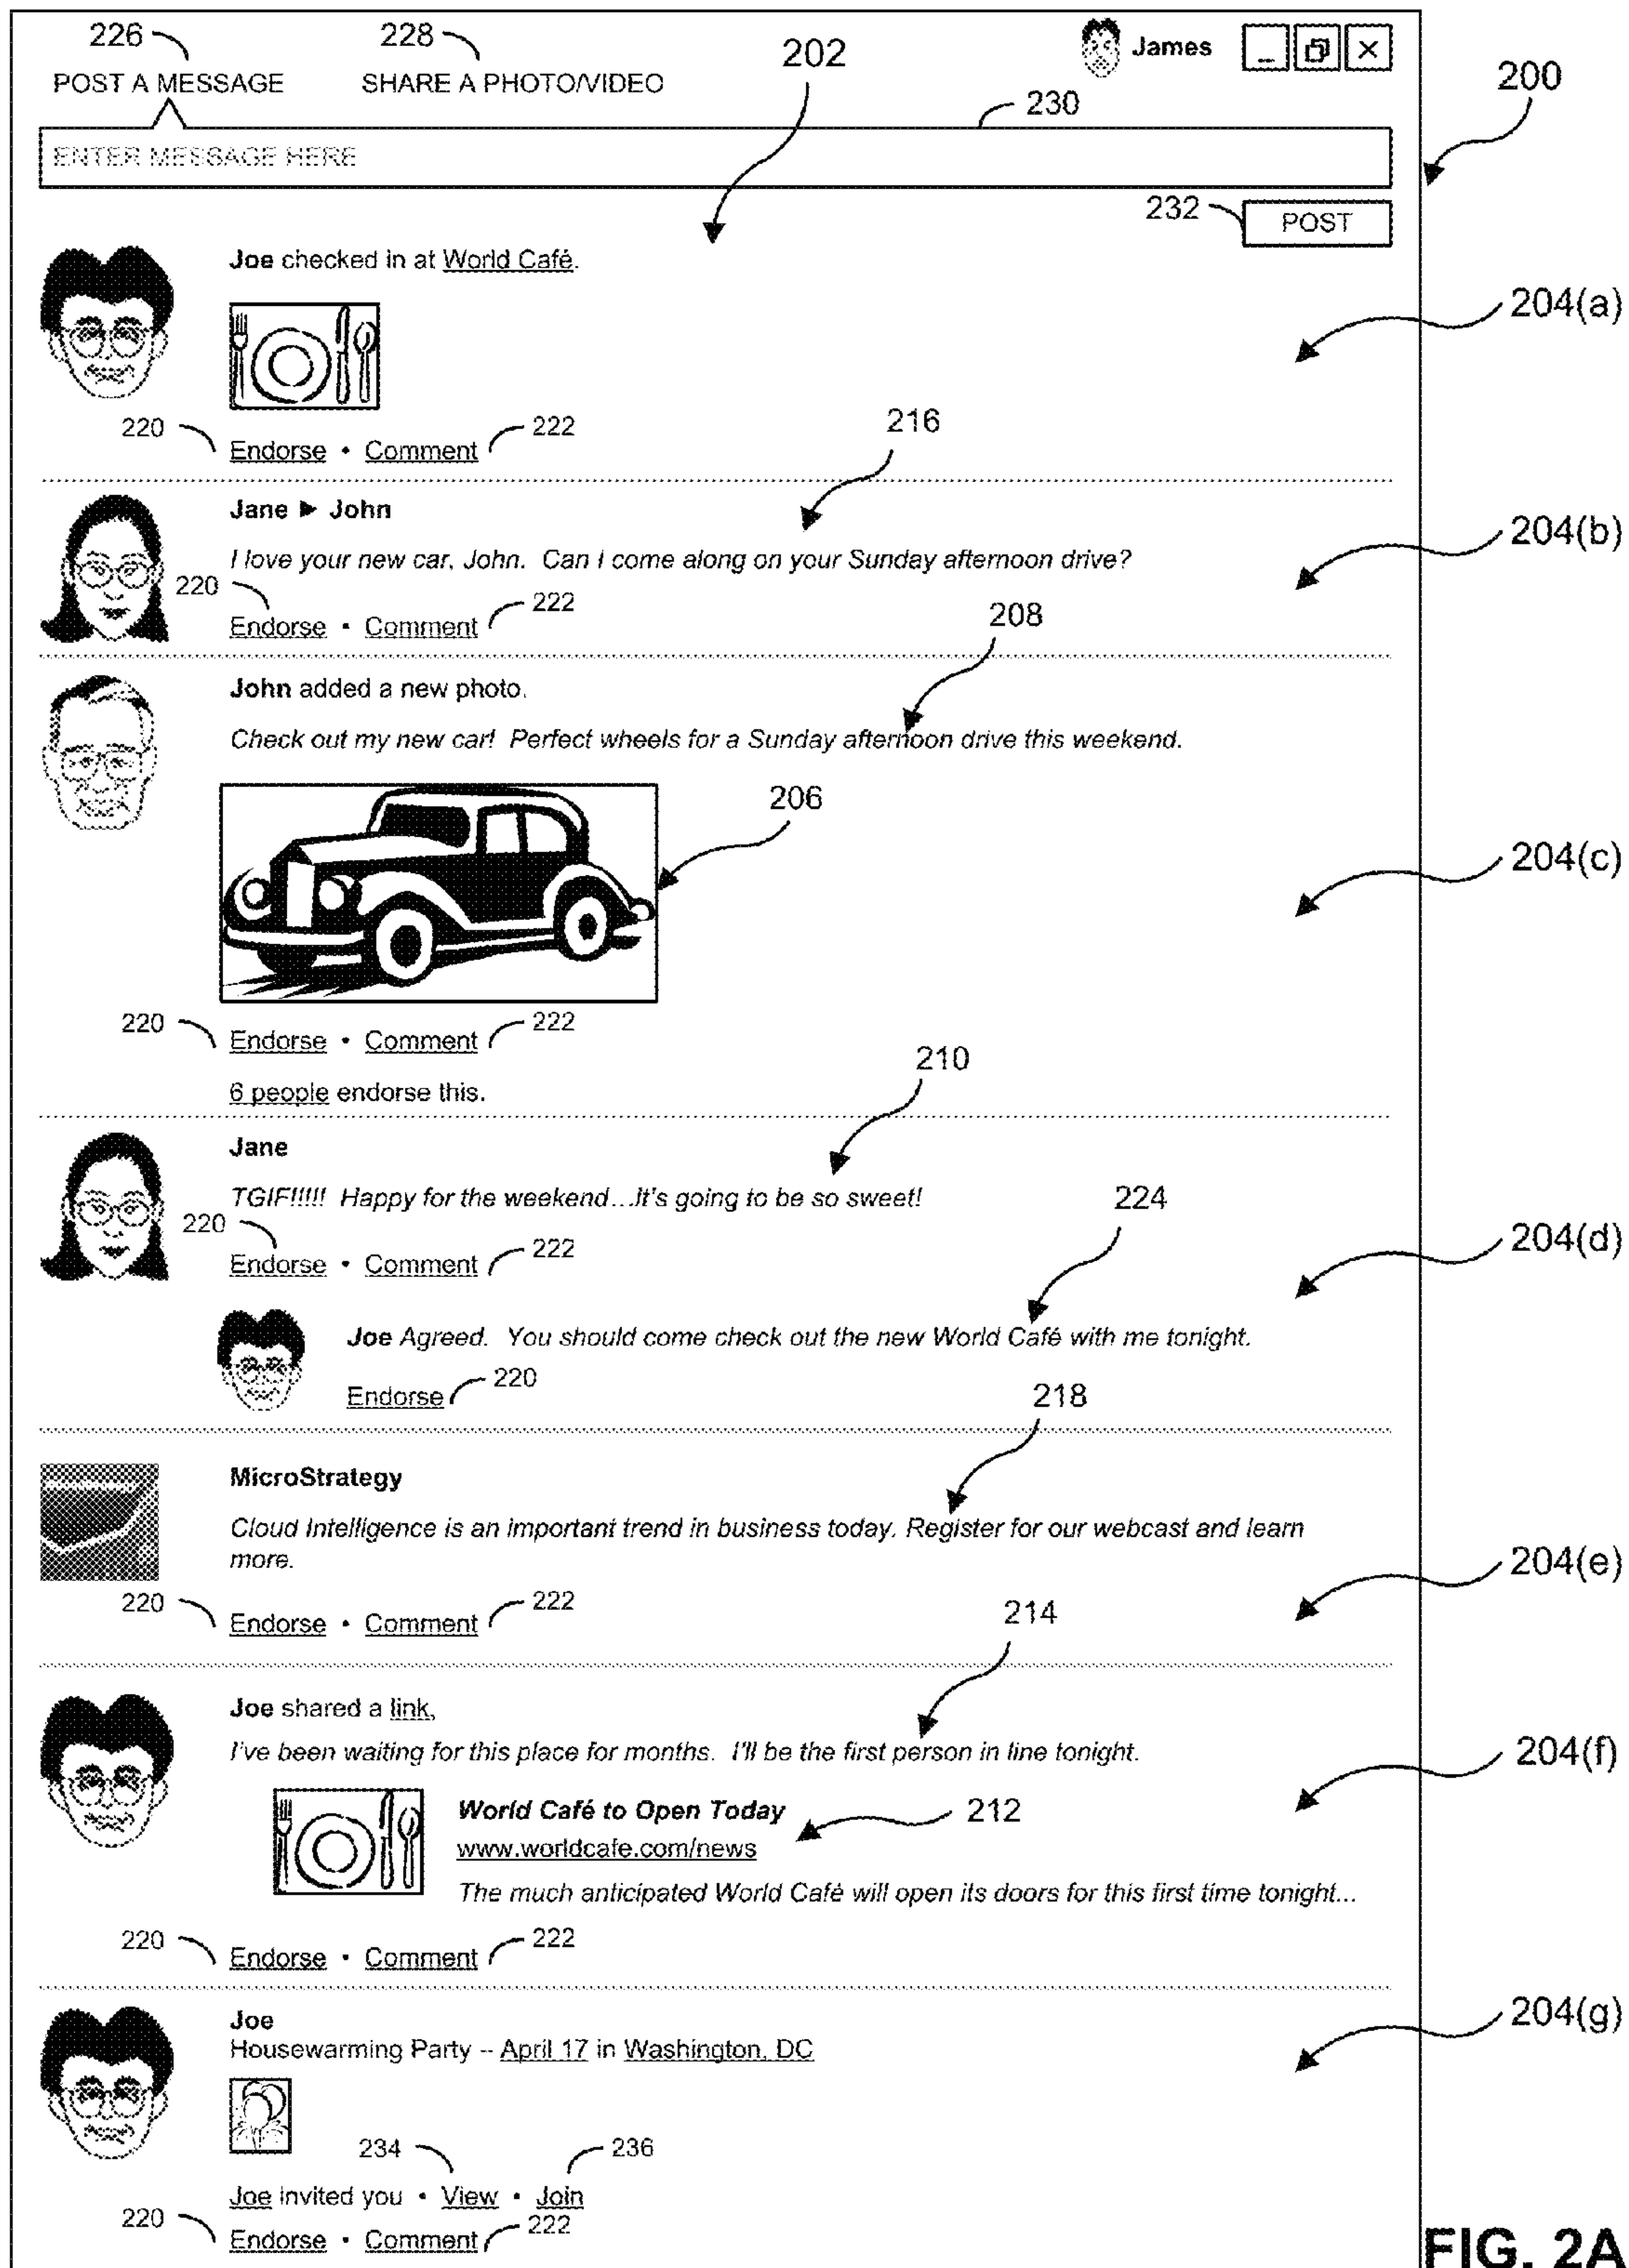 226
228
202
James
POST A MESSAGE
SHARE A PHOTO/VIDEO
200
230
ENTER MESSAGE HERE
232
POST
Joe checked in at World Café.
204(a)
216
220
222
Endorse • Comment
Jane ► John
204(b)
I love your new car, John. Can I come along on your Sunday afternoon drive?
220
222
208
Endorse • Comment
John added a new photo.
Check out my new car! Perfect wheels for a Sunday afternoon drive this weekend.
206
204(c)
220
222
Endorse • Comment
210
6 people endorse this.
Jane
TGIF!!!!! Happy for the weekend...it's going to be so sweet!
224
220
222
204(d)
Endorse • Comment
Joe Agreed. You should come check out the new World Café with me tonight.
220
Endorse
218
MicroStrategy
Cloud Intelligence is an important trend in business today. Register for our webcast and learn
more.
204(e)
220
222
Endorse • Comment
214
Joe shared a link,
I've been waiting for this place for months. I'll be the first person in line tonight.
204(f)
World Café to Open Today
212
www.worldcafe.com/news
The much anticipated World Café will open its doors for this first time tonight...
220
222
Endorse • Comment
204(g)
Joe
Housewarming Party -- April 17 in Washington, DC
234
236
Joe invited you • View • Join
220
222
Endorse • Comment
FIG. 2A